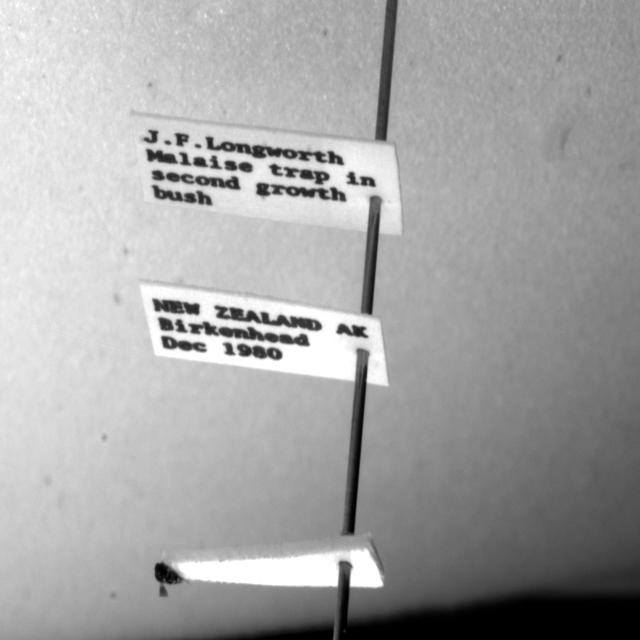 J.F.Longworth
Malaise trap in
second growth
bush
NEW ZEALAND AK
Birkenhead
Dec 1980